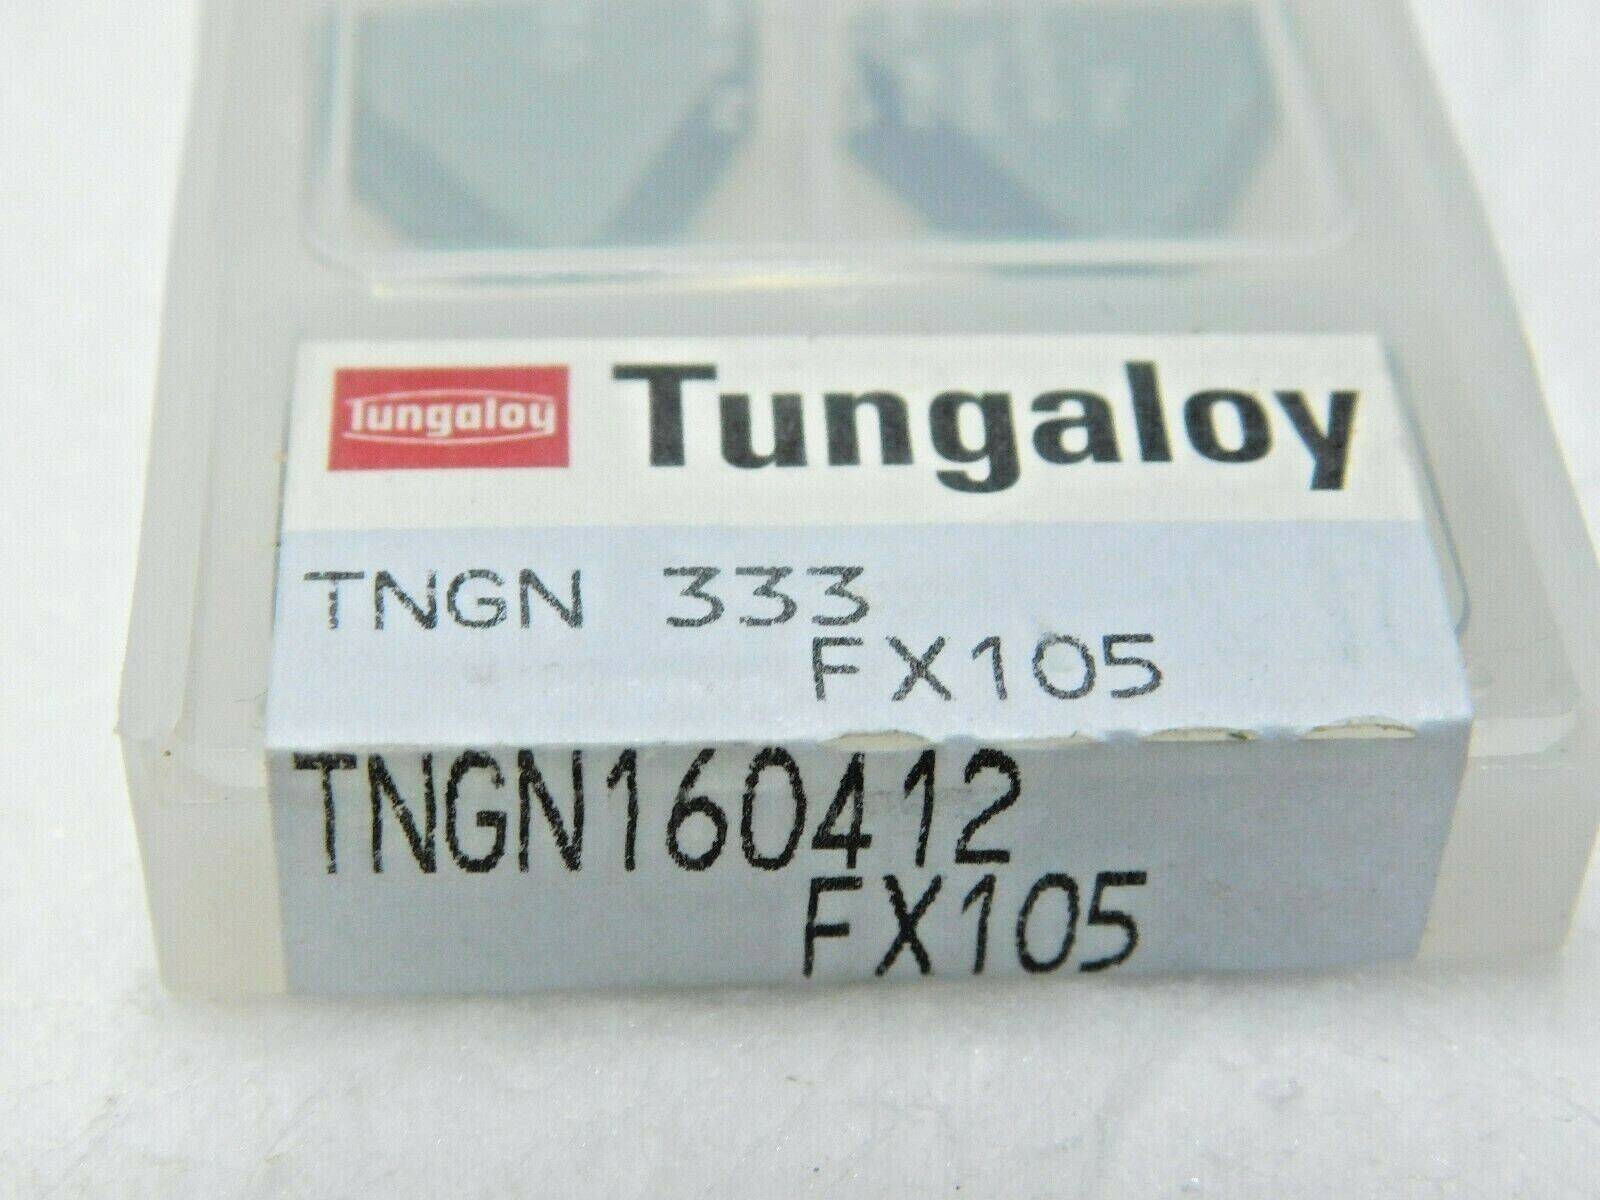 Tungaloy Tungaloy
TNGN 333
FX105
TNGN160412
FX105